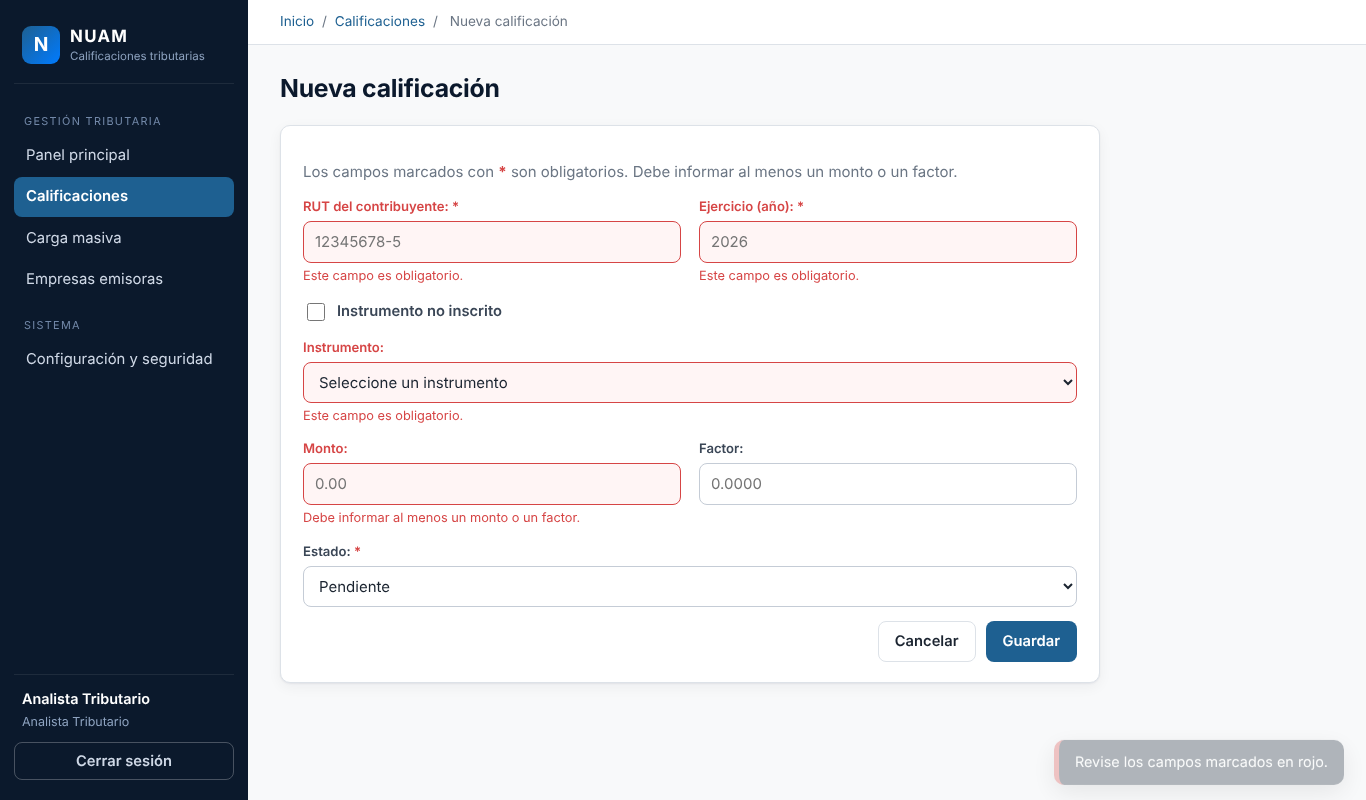 N
NUAM
Calificaciones tributarias
GESTIÓN TRIBUTARIA
Panel principal
Calificaciones
Carga masiva
Empresas emisoras
SISTEMA
Configuración y seguridad
Analista Tributario
Analista Tributario
Cerrar sesión
Inicio / Calificaciones / Nueva calificación
Nueva calificación
Los campos marcados con * son obligatorios. Debe informar al menos un monto o un factor.
RUT del contribuyente: *
12345678-5
Este campo es obligatorio.
Ejercicio (año): *
2026
Este campo es obligatorio.
Instrumento no inscrito
Instrumento:
Seleccione un instrumento
Este campo es obligatorio.
Monto:
0.00
Debe informar al menos un monto o un factor.
Factor:
0.0000
Estado: *
Pendiente
Cancelar
Guardar
Revise los campos marcados en rojo.